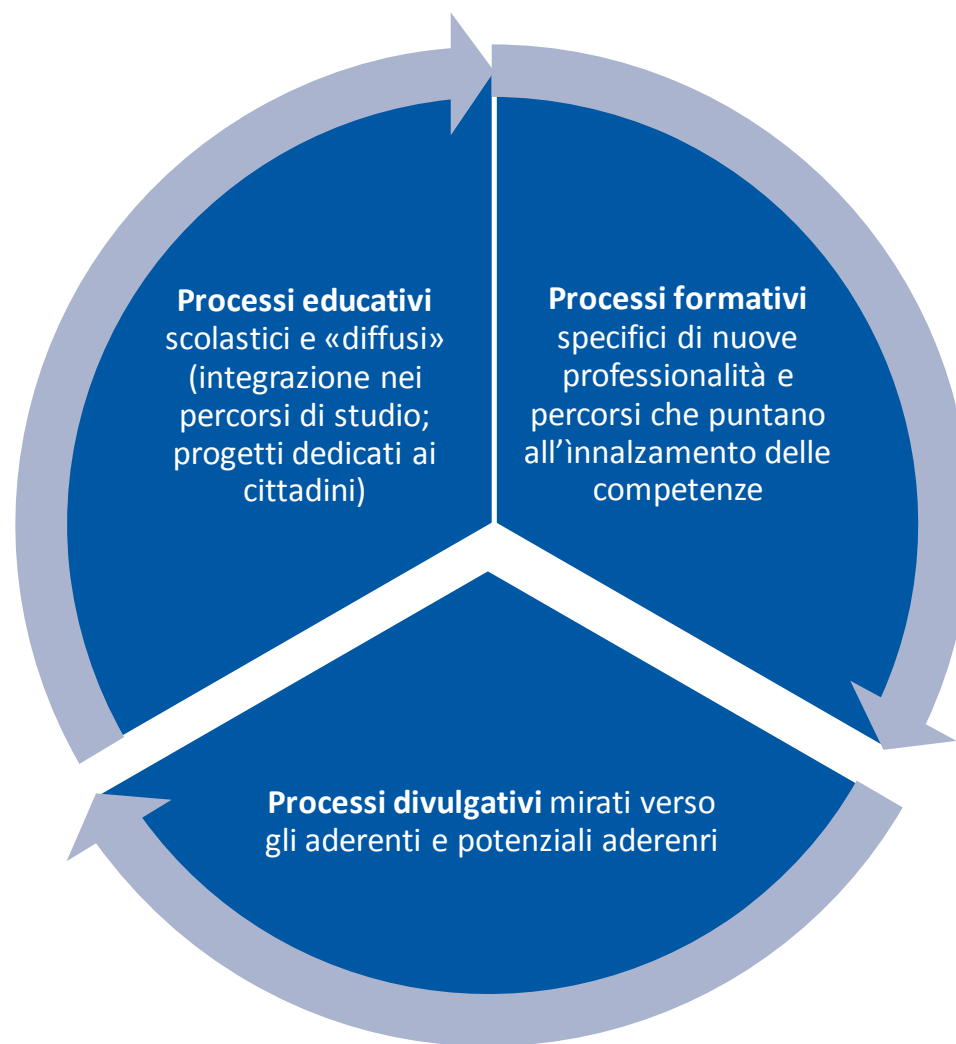 Processi educativi
scolastici e «diffusi»
(integrazione nei
percorsi di studio;
progetti dedicati ai
cittadini)
Processi formativi
specifici di nuove
professionalità e
percorsi che puntano
all’ìnnalzamento delle
competenze
Processi divulgativi mirati verso
gli aderenti e potenziali aderenri